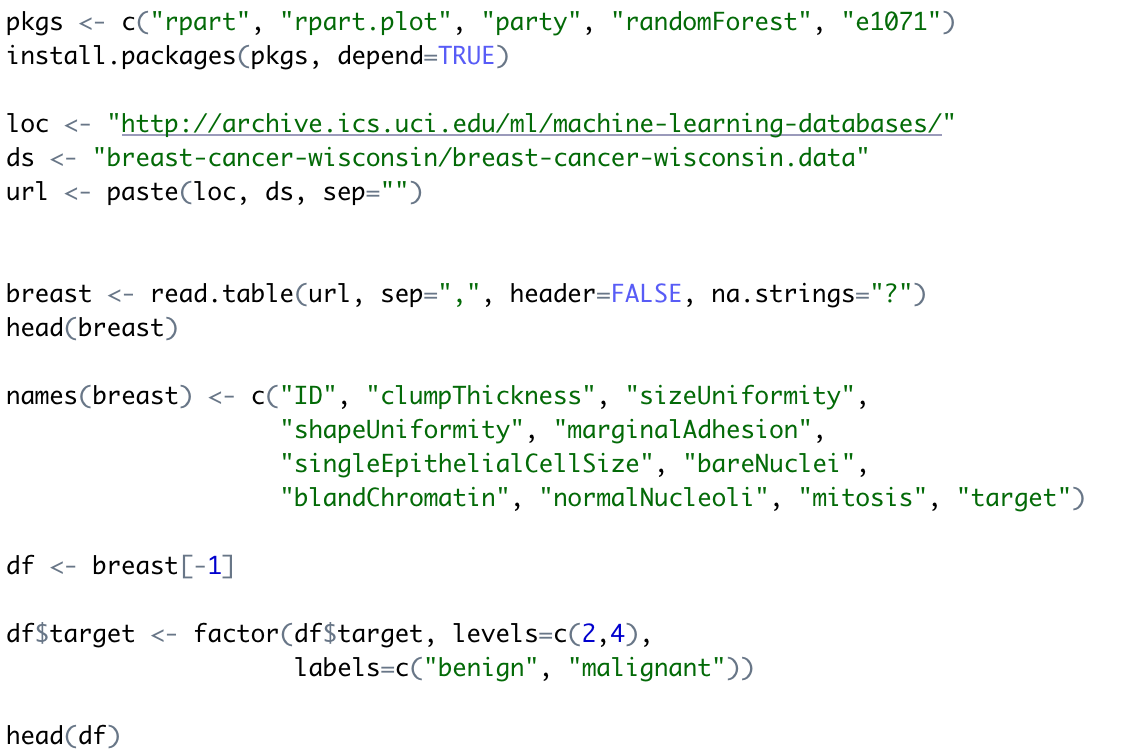 pkgs <- c("rpart", "rpart.plot", "party", "randomForest", "e1071")
install.packages(pkgs, depend=TRUE)
loc <- "http://archive.ics.uci.edu/ml/machine-learning-databases/"
ds <- "breast-cancer-wisconsin/breast-cancer-wisconsin.data"
url <- paste(loc, ds, sep="")
breast <- read.table(url, sep=",", header=FALSE, na.strings="?")
head(breast)
names(breast) <- c("ID", "clumpThickness", "sizeUniformity",
"shapeUniformity", "marginalAdhesion",
"singleEpithelialCellSize", "bareNuclei",
"blandChromatin", "normalNucleoli", "mitosis", "target")
df <- breast[-1]
df$target <- factor(df$target, levels=c(2,4),
labels=c("benign", "malignant"))
head(df)